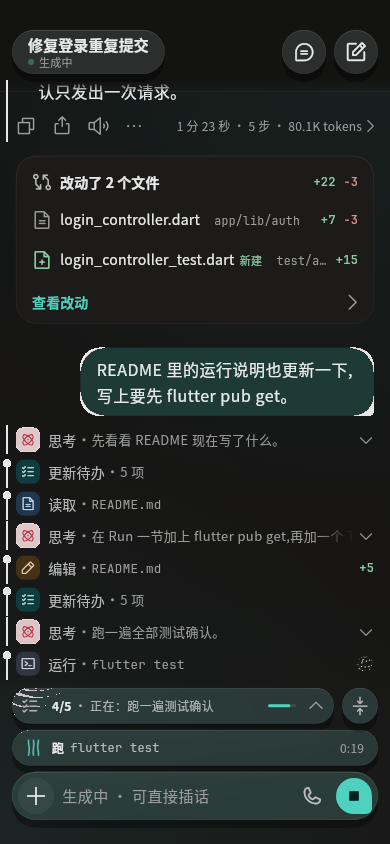 修复登录重复提交
生成中
认只发出一次请求。
1 分 23 秒 · 5 步 · 80.1K tokens
改动了 2 个文件 +22 -3
login_controller.dart app/lib/auth +7 -3
login_controller_test.dart 新建 test/a… +15
查看改动
README 里的运行说明也更新一下,
写上要先 flutter pub get。
思考 · 先看看 README 现在写了什么。
更新待办 · 5 项
读取 · README.md
思考 · 在 Run 一节加上 flutter pub get,再加一个
编辑 · README.md +5
更新待办 · 5 项
思考 · 跑一遍全部测试确认。
运行 · flutter test
4/5 · 正在: 跑一遍测试确认
跑 flutter test 0:19
生成中 · 可直接插话